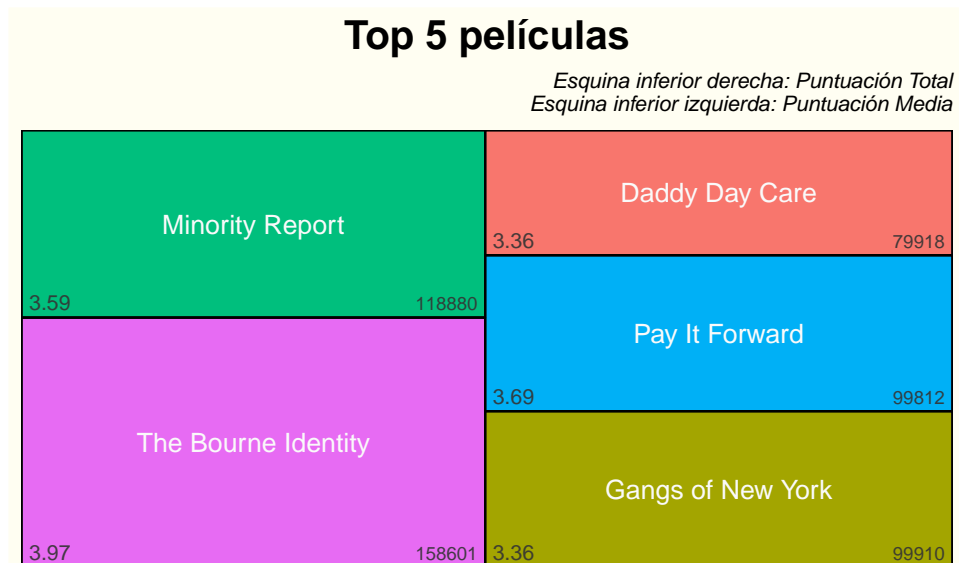 Top 5 películas
Esquina inferior derecha: Puntuación Total
Esquina inferior izquierda: Puntuación Media
Minority Report
3.59
118880
The Bourne Identity
3.97
158601
Daddy Day Care
3.36
79918
Pay It Forward
3.69
99812
Gangs of New York
3.36
99910